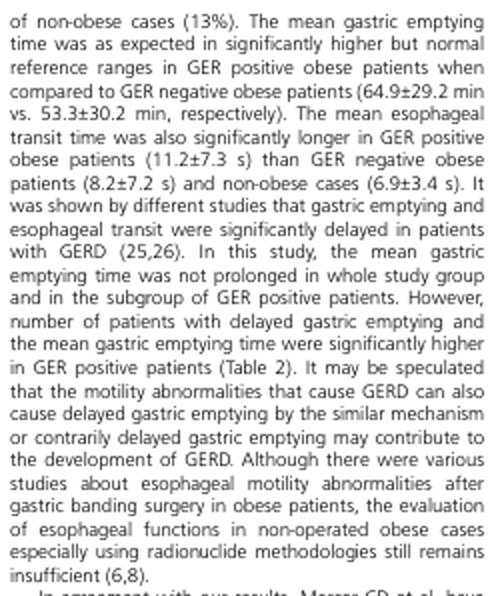 of non-obese cases (13%). The mean gastric emptying
time was as expected in significantly higher but normal
reference ranges in GER positive obese patients when
compared to GER negative obese patients (64.9±29.2 min
vs. 53.3±30.2 min, respectively). The mean esophageal
transit time was also significantly longer in GER positive
obese patients (11.2±7.3 s) than GER negative obese
patients (8.2±7.2 s) and non-obese cases (6.9±3.4 s). It
was shown by different studies that gastric emptying and
esophageal transit were significantly delayed in patients
with GERD (25,26). In this study, the mean gastric
emptying time was not prolonged in whole study group
and in the subgroup of GER positive patients. However,
number of patients with delayed gastric emptying and
the mean gastric emptying time were significantly higher
in GER positive patients (Table 2). It may be speculated
that the motility abnormalities that cause GERD can also
cause delayed gastric emptying by the similar mechanism
or contrarily delayed gastric emptying may contribute to
the development of GERD. Although there were various
studies about esophageal motility abnormalities after
gastric banding surgery in obese patients, the evaluation
of esophageal functions in non-operated obese cases
especially using radionuclide methodologies still remains
insufficient (6,8).
In agreement with our results, Mercer CD et al. have